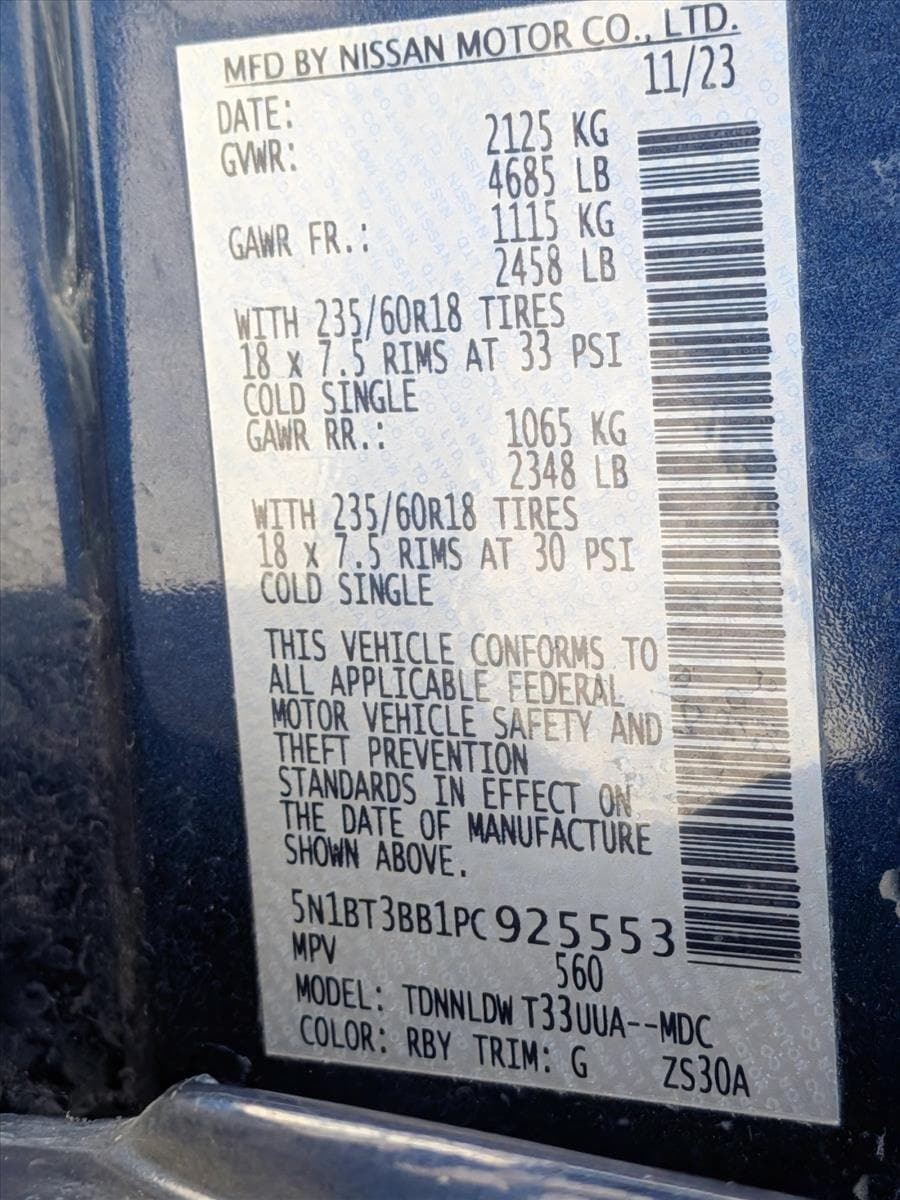 MFD BY NISSAN MOTOR CO., LTD.
DATE: 11/23
GVWR: 2125 KG
4685 LB
GAWR FR.: 1115 KG
2458 LB
WITH 235/60R18 TIRES
18 x 7.5 RIMS AT 33 PSI
COLD SINGLE
GAWR RR.: 1065 KG
2348 LB
WITH 235/60R18 TIRES
18 x 7.5 RIMS AT 30 PSI
COLD SINGLE
THIS VEHICLE CONFORMS TO
ALL APPLICABLE FEDERAL
MOTOR VEHICLE SAFETY AND
THEFT PREVENTION
STANDARDS IN EFFECT ON
THE DATE OF MANUFACTURE
SHOWN ABOVE.
5N1BT3BB1PC925553
MPV 560
MODEL: TDNNLDW T33UUA--MDC
COLOR: RBY TRIM: G ZS30A